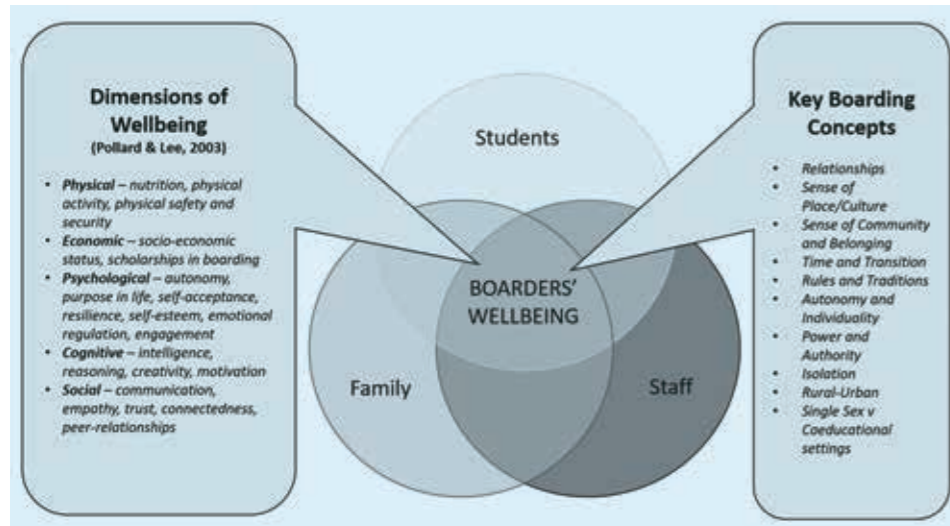 Dimensions of
Wellbeing
(Pollard & Lee, 2003)
• Physical – nutrition, physical
activity, physical safety and
security
• Economic – socio-economic
status, scholarships in boarding
• Psychological – autonomy,
purpose in life, self-acceptance,
resilience, self-esteem, emotional
regulation, engagement
• Cognitive – intelligence,
reasoning, creativity, motivation
• Social – communication,
empathy, trust, connectedness,
peer-relationships
Students
BOARDERS'
WELLBEING
Family
Staff
Key Boarding
Concepts
• Relationships
• Sense of
Place/Culture
• Sense of Community
and Belonging
• Time and Transition
• Rules and Traditions
• Autonomy and
Individuality
• Power and
Authority
• Isolation
• Rural-Urban
• Single Sex v
Coeducational
settings